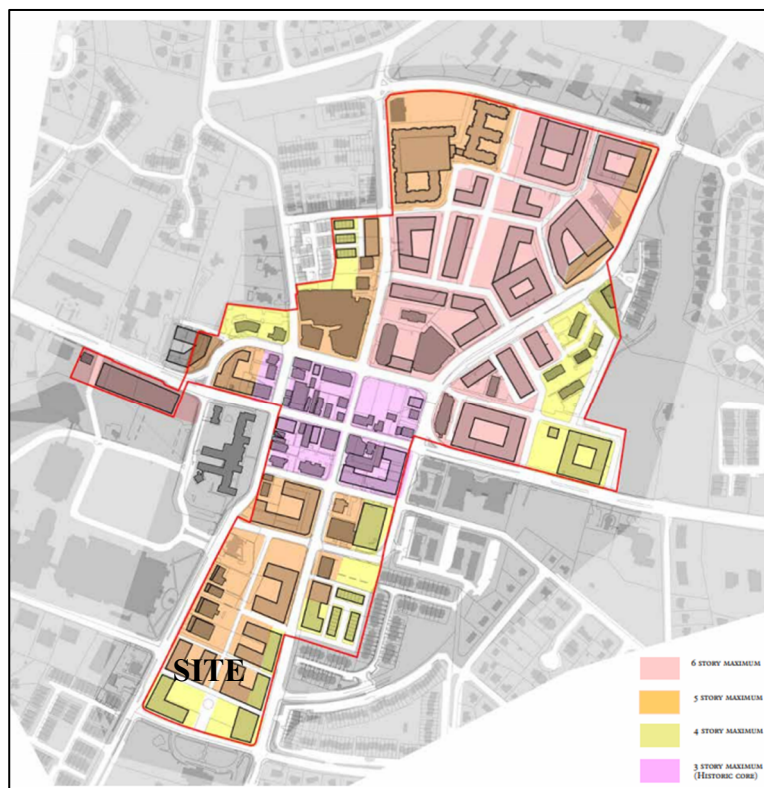 SITE
6 STORY MAXIMUM
5 STORY MAXIMUM
4 STORY MAXIMUM
3 STORY MAXIMUM
(HISTORIC CORE)